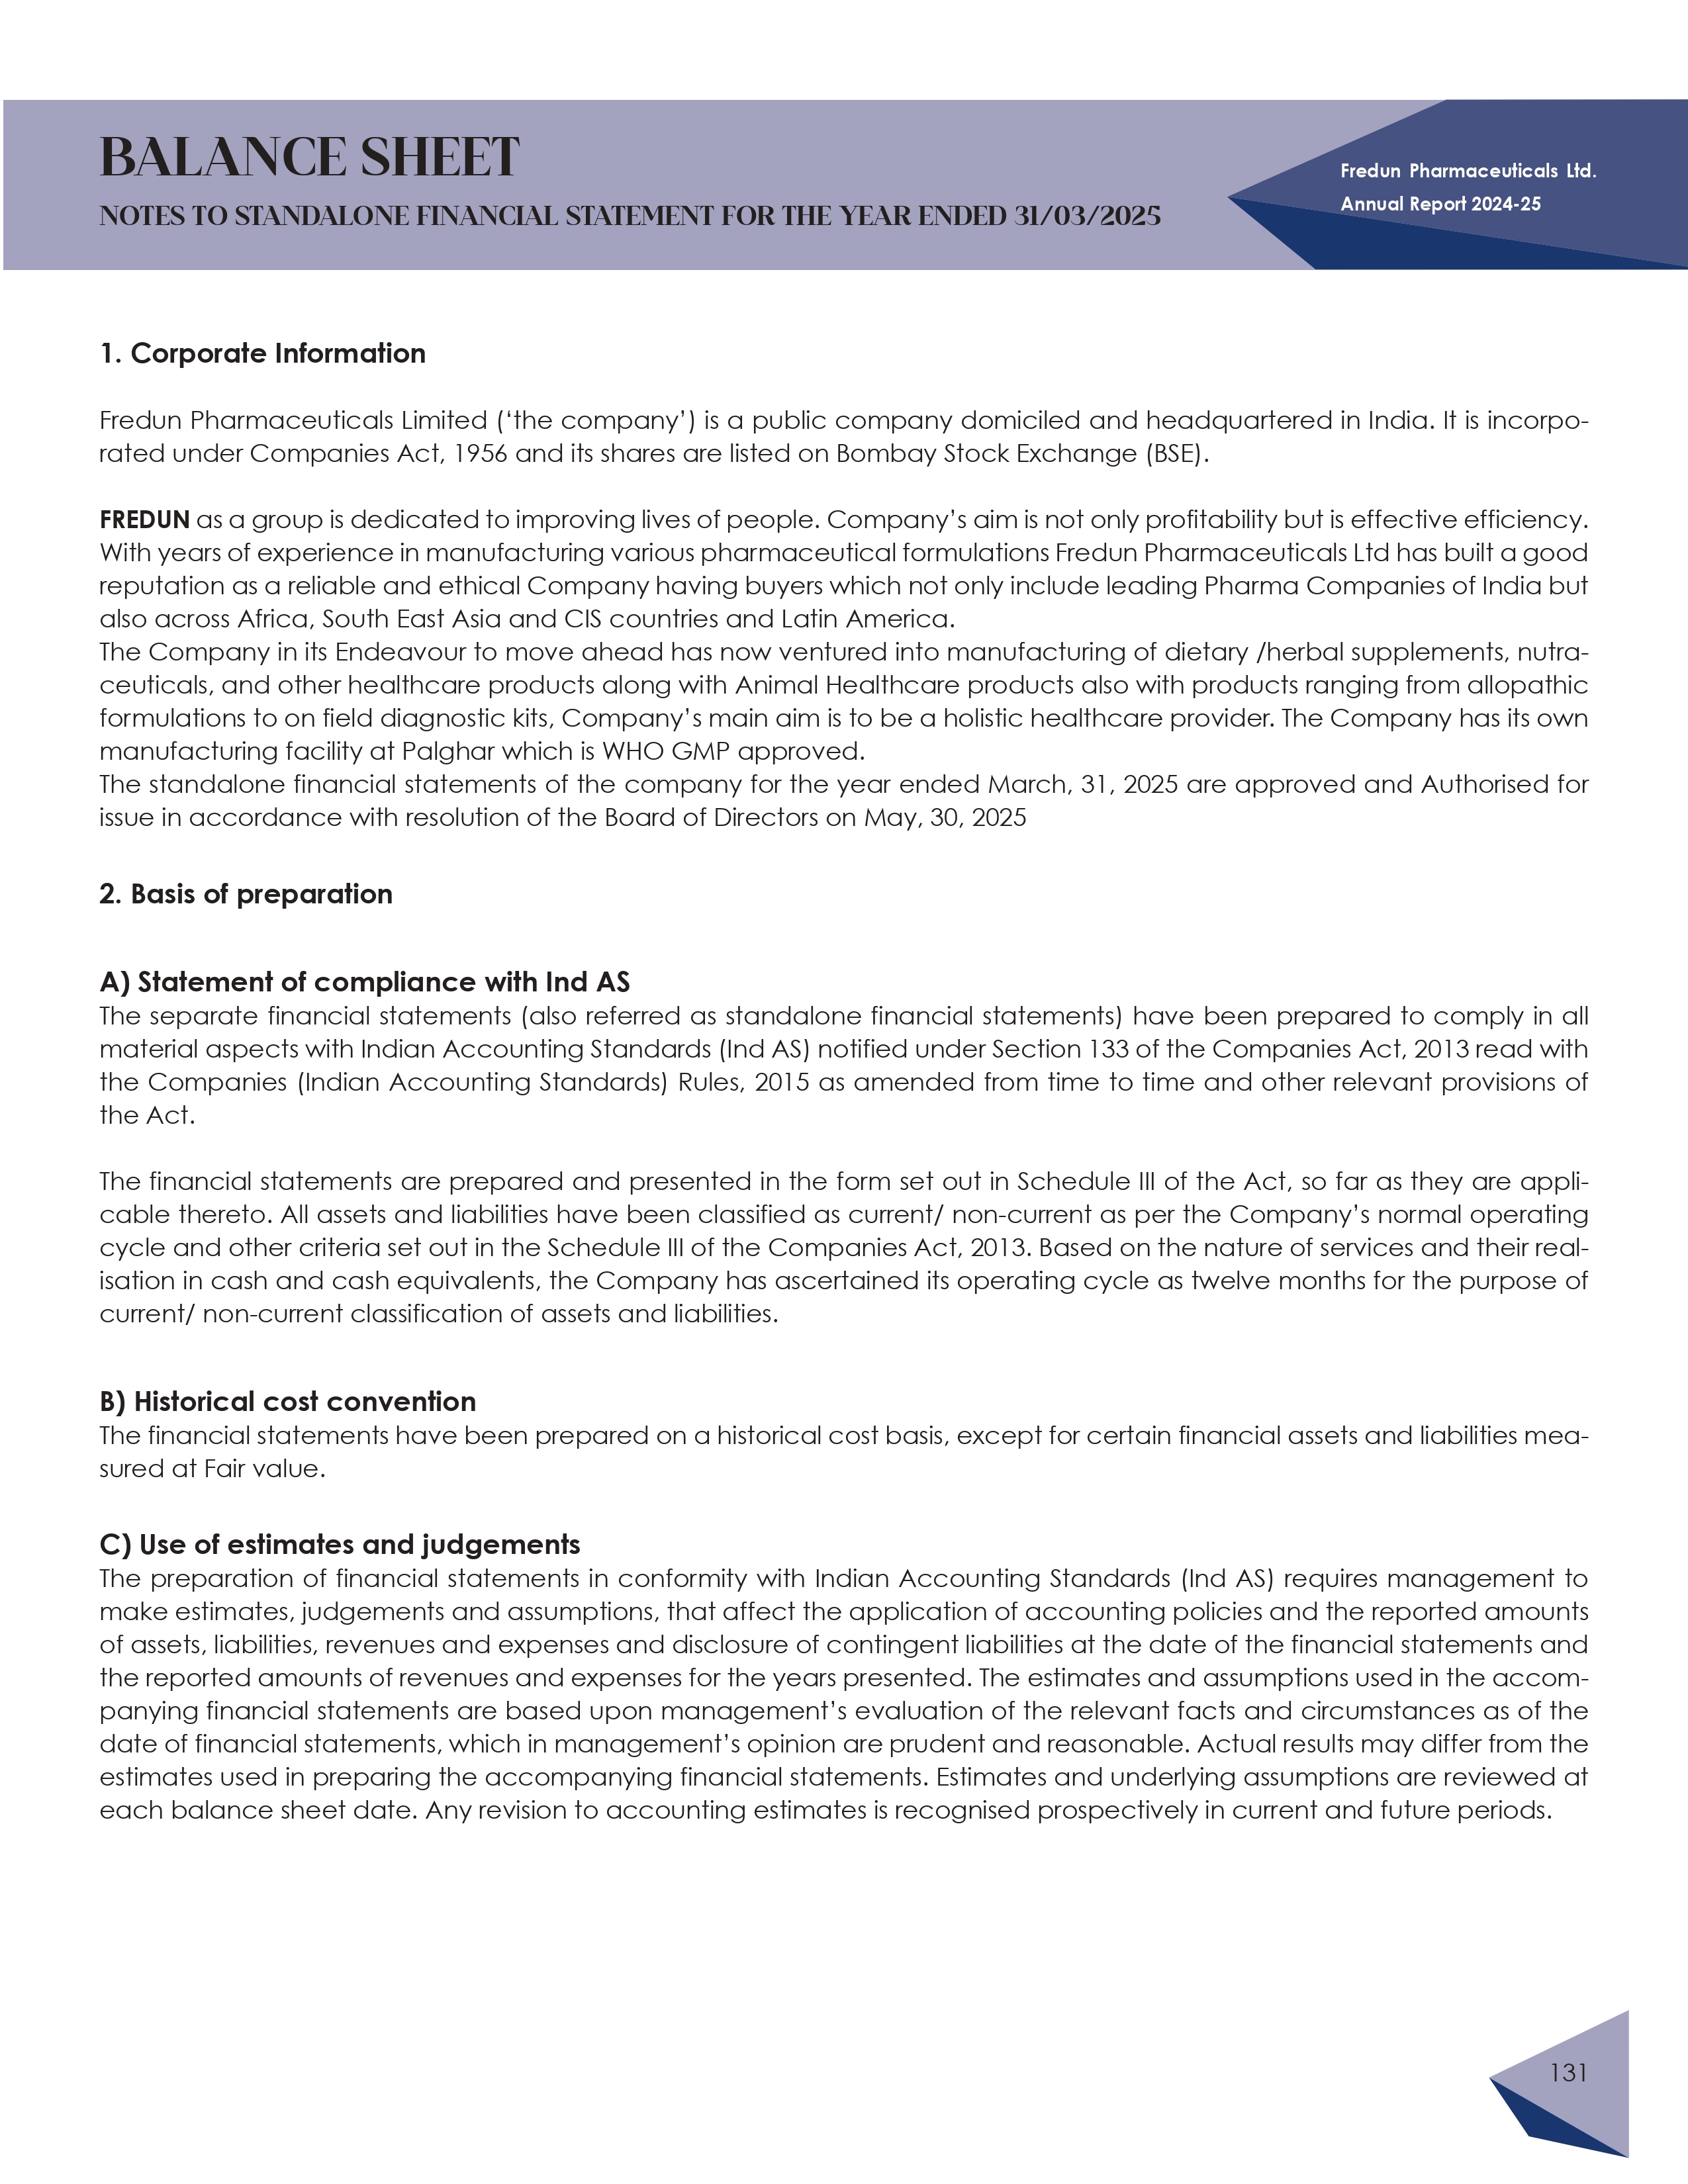 BALANCE SHEET
NOTES TO STANDALONE FINANCIAL STATEMENT FOR THE YEAR ENDED 31/03/2025
Fredun Pharmaceuticals Ltd.
Annual Report 2024-25
1. Corporate Information
Fredun Pharmaceuticals Limited (‘the company’) is a public company domiciled and headquartered in India. It is incorpo-
rated under Companies Act, 1956 and its shares are listed on Bombay Stock Exchange (BSE).
FREDUN as a group is dedicated to improving lives of people. Company’s aim is not only profitability but is effective efficiency.
With years of experience in manufacturing various pharmaceutical formulations Fredun Pharmaceuticals Ltd has built a good
reputation as a reliable and ethical Company having buyers which not only include leading Pharma Companies of India but
also across Africa, South East Asia and CIS countries and Latin America.
The Company in its Endeavour to move ahead has now ventured into manufacturing of dietary /herbal supplements, nutra-
ceuticals, and other healthcare products along with Animal Healthcare products also with products ranging from allopathic
formulations to on field diagnostic kits, Company’s main aim is to be a holistic healthcare provider. The Company has its own
manufacturing facility at Palghar which is WHO GMP approved.
The standalone financial statements of the company for the year ended March, 31, 2025 are approved and Authorised for
issue in accordance with resolution of the Board of Directors on May, 30, 2025
2. Basis of preparation
A) Statement of compliance with Ind AS
The separate financial statements (also referred as standalone financial statements) have been prepared to comply in all
material aspects with Indian Accounting Standards (Ind AS) notified under Section 133 of the Companies Act, 2013 read with
the Companies (Indian Accounting Standards) Rules, 2015 as amended from time to time and other relevant provisions of
the Act.
The financial statements are prepared and presented in the form set out in Schedule III of the Act, so far as they are appli-
cable thereto. All assets and liabilities have been classified as current/ non-current as per the Company’s normal operating
cycle and other criteria set out in the Schedule III of the Companies Act, 2013. Based on the nature of services and their real-
isation in cash and cash equivalents, the Company has ascertained its operating cycle as twelve months for the purpose of
current/ non-current classification of assets and liabilities.
B) Historical cost convention
The financial statements have been prepared on a historical cost basis, except for certain financial assets and liabilities mea-
sured at Fair value.
C) Use of estimates and judgements
The preparation of financial statements in conformity with Indian Accounting Standards (Ind AS) requires management to
make estimates, judgements and assumptions, that affect the application of accounting policies and the reported amounts
of assets, liabilities, revenues and expenses and disclosure of contingent liabilities at the date of the financial statements and
the reported amounts of revenues and expenses for the years presented. The estimates and assumptions used in the accom-
panying financial statements are based upon management’s evaluation of the relevant facts and circumstances as of the
date of financial statements, which in management’s opinion are prudent and reasonable. Actual results may differ from the
estimates used in preparing the accompanying financial statements. Estimates and underlying assumptions are reviewed at
each balance sheet date. Any revision to accounting estimates is recognised prospectively in current and future periods.
131